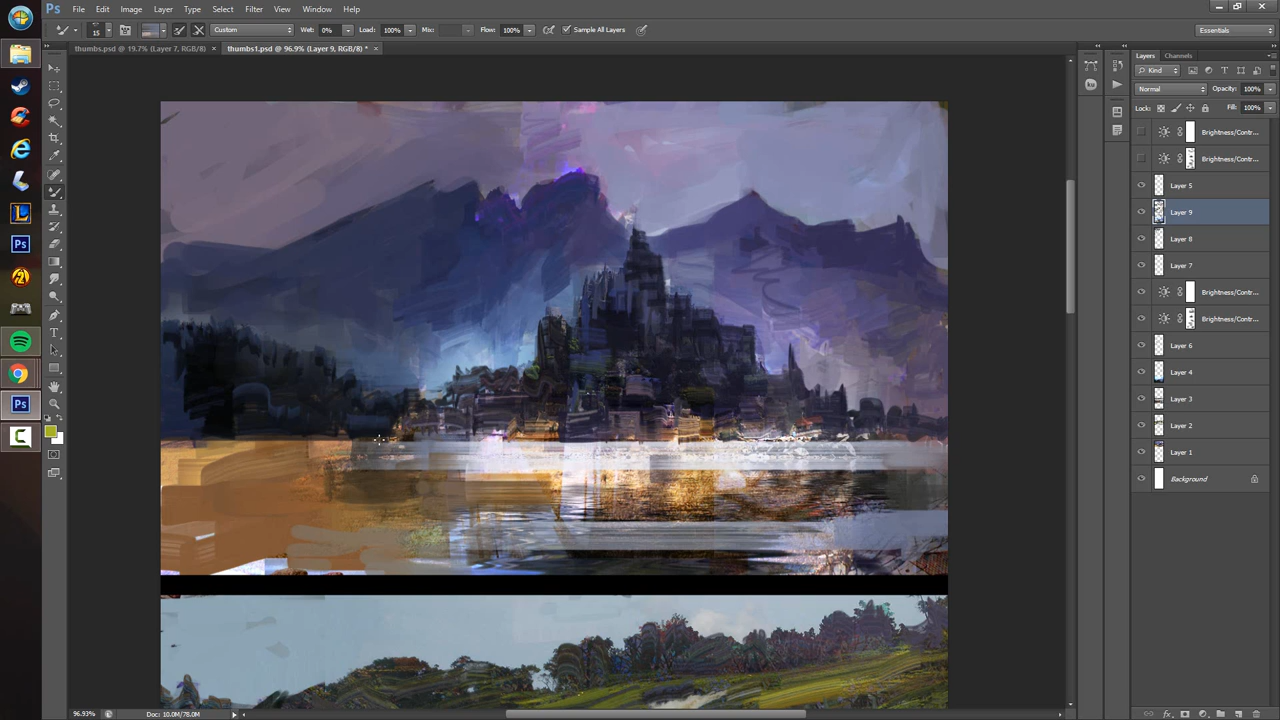 Ps File Edit Image Layer Type Select Filter View Window Help
15 Custom Wet: 0% Load: 100% Mix: Flow: 100% Sample All Layers Essentials
thumbs.psd @ 19.7% (Layer 7, RGB/8) × thumbs1.psd @ 96.9% (Layer 9, RGB/8) * ×
Layers Channels
Kind
Normal Opacity: 100%
Lock: Fill: 100%
Brightness/Contr...
Brightness/Contr...
Layer 5
Layer 9
Layer 8
Layer 7
Brightness/Contr...
Brightness/Contr...
Layer 6
Layer 4
Layer 3
Layer 2
Layer 1
Background
Ps
Ps
96.93% Doc: 10.0M/78.0M